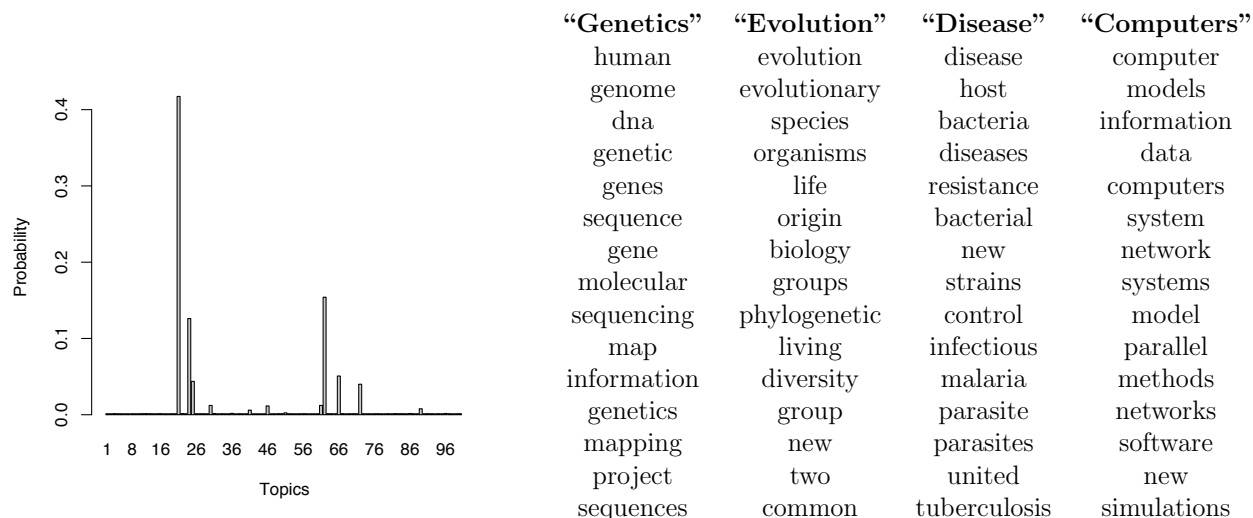 “Genetics” “Evolution” “Disease” “Computers”
human evolution disease computer
genome evolutionary host models
dna species bacteria information
genetic organisms diseases data
genes life resistance computers
sequence origin bacterial system
gene biology new network
molecular groups strains systems
sequencing phylogenetic control model
map living infectious parallel
information diversity malaria methods
genetics group parasite networks
mapping new parasites software
project two united new
sequences common tuberculosis simulations
Probability
0.4
0.3
0.2
0.1
0.0
1 8 16 26 36 46 56 66 76 86 96
Topics